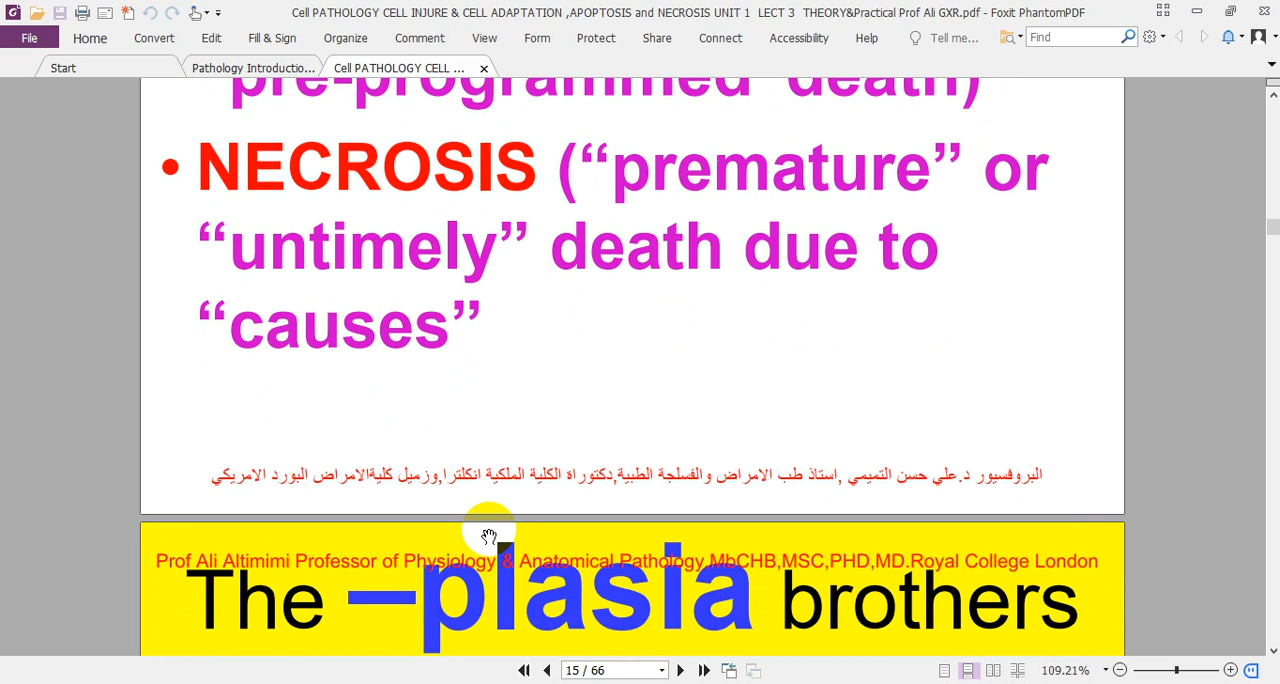 Cell PATHOLOGY CELL INJURE & CELL LDAPTATION ,APOPTOSIS and NECROSIS UNIT 1 LECT 3 THEORY&Practical Prof Ali GXR.pdf - Foxit PhantomPDF
File Home Convert Edit Fill & Sign Organize Comment View Form Protect Share Connect Accessibility Help Tell me... Find
Start Pathology Introductio... Cell PATHOLOGY CELL ...
pre-programmed death)
• NECROSIS (“premature” or
“untimely” death due to
“causes”
البروفسيور د.علي حسن التميمي ,استاذ طب الامراض والفسلجة الطبية,دكتوراة الكلية الملكية انكلترا,وزميل كليةالامراض البورد الامريكي
Prof Ali Altimimi Professor of Physiology & Anatomical Pathology,MbCHB,MSC,PHD,MD.Royal College London
The –plasia brothers
15 / 66 109.21%